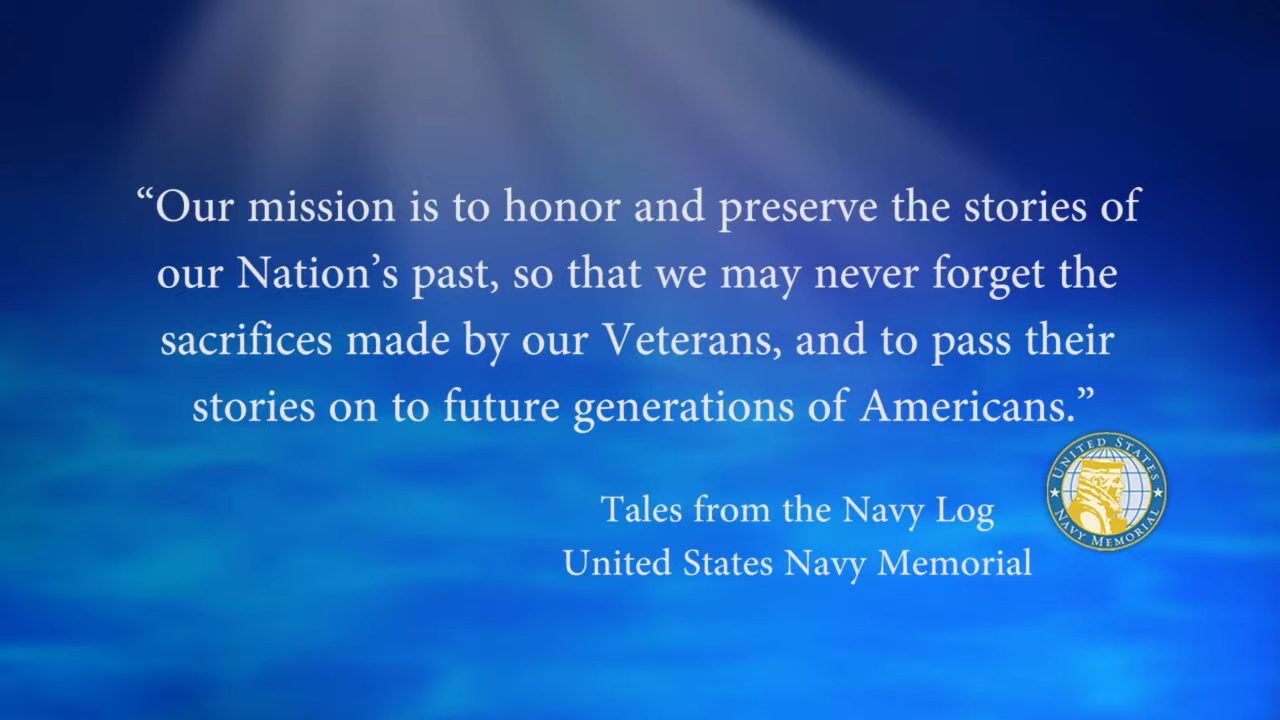 “Our mission is to honor and preserve the stories of
our Nation’s past, so that we may never forget the
sacrifices made by our Veterans, and to pass their
stories on to future generations of Americans.”
Tales from the Navy Log
United States Navy Memorial
UNITED STATES
NAVY MEMORIAL